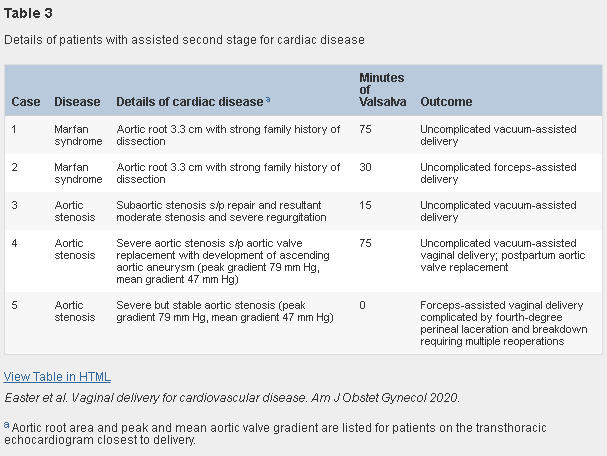 Table 3
Details of patients with assisted second stage for cardiac disease
Case Disease Details of cardiac disease a Minutes of Valsalva Outcome
1 Marfan syndrome Aortic root 3.3 cm with strong family history of dissection 75 Uncomplicated vacuum-assisted delivery
2 Marfan syndrome Aortic root 3.3 cm with strong family history of dissection 30 Uncomplicated forceps-assisted delivery
3 Aortic stenosis Subaortic stenosis s/p repair and resultant moderate stenosis and severe regurgitation 15 Uncomplicated vacuum-assisted delivery
4 Aortic stenosis Severe aortic stenosis s/p aortic valve replacement with development of ascending aortic aneurysm (peak gradient 79 mm Hg, mean gradient 47 mm Hg) 75 Uncomplicated vacuum-assisted vaginal delivery; postpartum aortic valve replacement
5 Aortic stenosis Severe but stable aortic stenosis (peak gradient 79 mm Hg, mean gradient 47 mm Hg) 0 Forceps-assisted vaginal delivery complicated by fourth-degree perineal laceration and breakdown requiring multiple reoperations
View Table in HTML
Easter et al. Vaginal delivery for cardiovascular disease. Am J Obstet Gynecol 2020.
a Aortic root area and peak and mean aortic valve gradient are listed for patients on the transthoracic
echocardiogram closest to delivery.